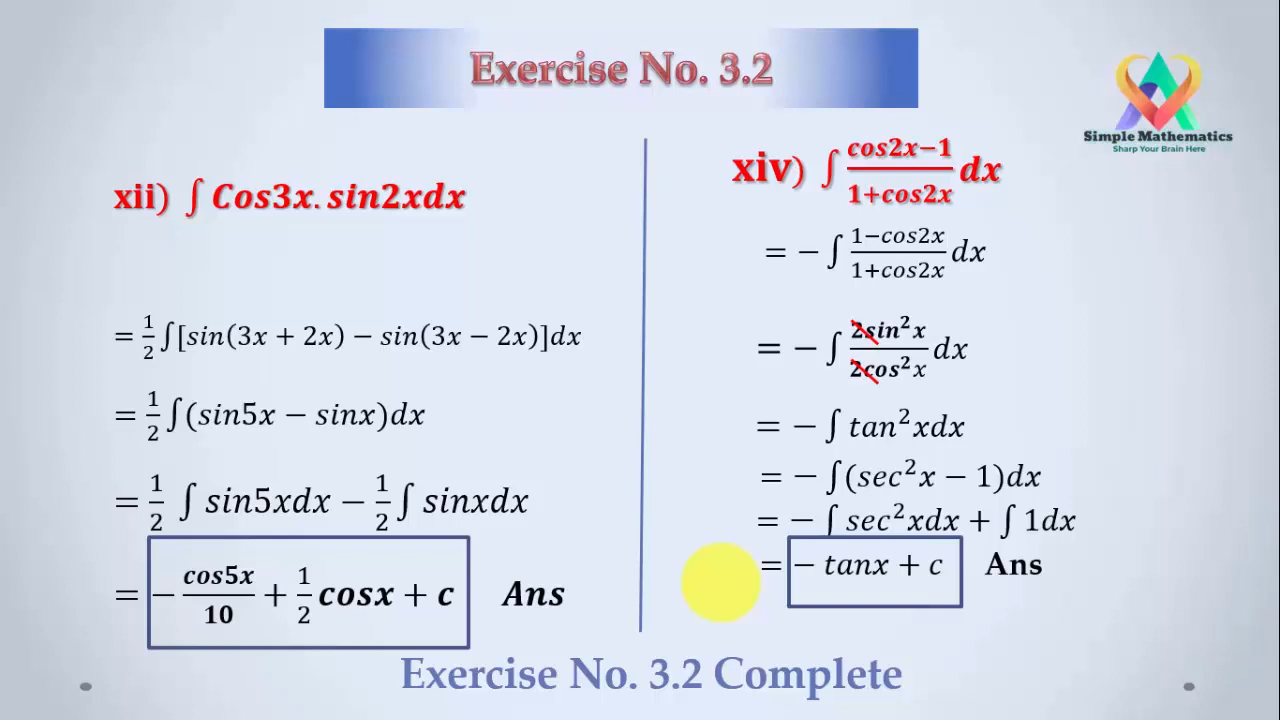 Exercise No. 3.2
Simple Mathematics
Sharp Your Brain Here
xii) ∫ Cos3x.sin2xdx
= 1/2 ∫[sin(3x + 2x) − sin(3x − 2x)]dx
= 1/2 ∫(sin5x − sinx)dx
= 1/2 ∫ sin5xdx − 1/2 ∫ sinxdx
= − cos5x/10 + 1/2 cosx + c Ans
xiv) ∫ cos2x−1/1+cos2x dx
= − ∫ 1−cos2x/1+cos2x dx
= − ∫ 2sin²x/2cos²x dx
= − ∫ tan²xdx
= − ∫(sec²x − 1)dx
= − ∫ sec²xdx + ∫ 1dx
= − tanx + c Ans
Exercise No. 3.2 Complete